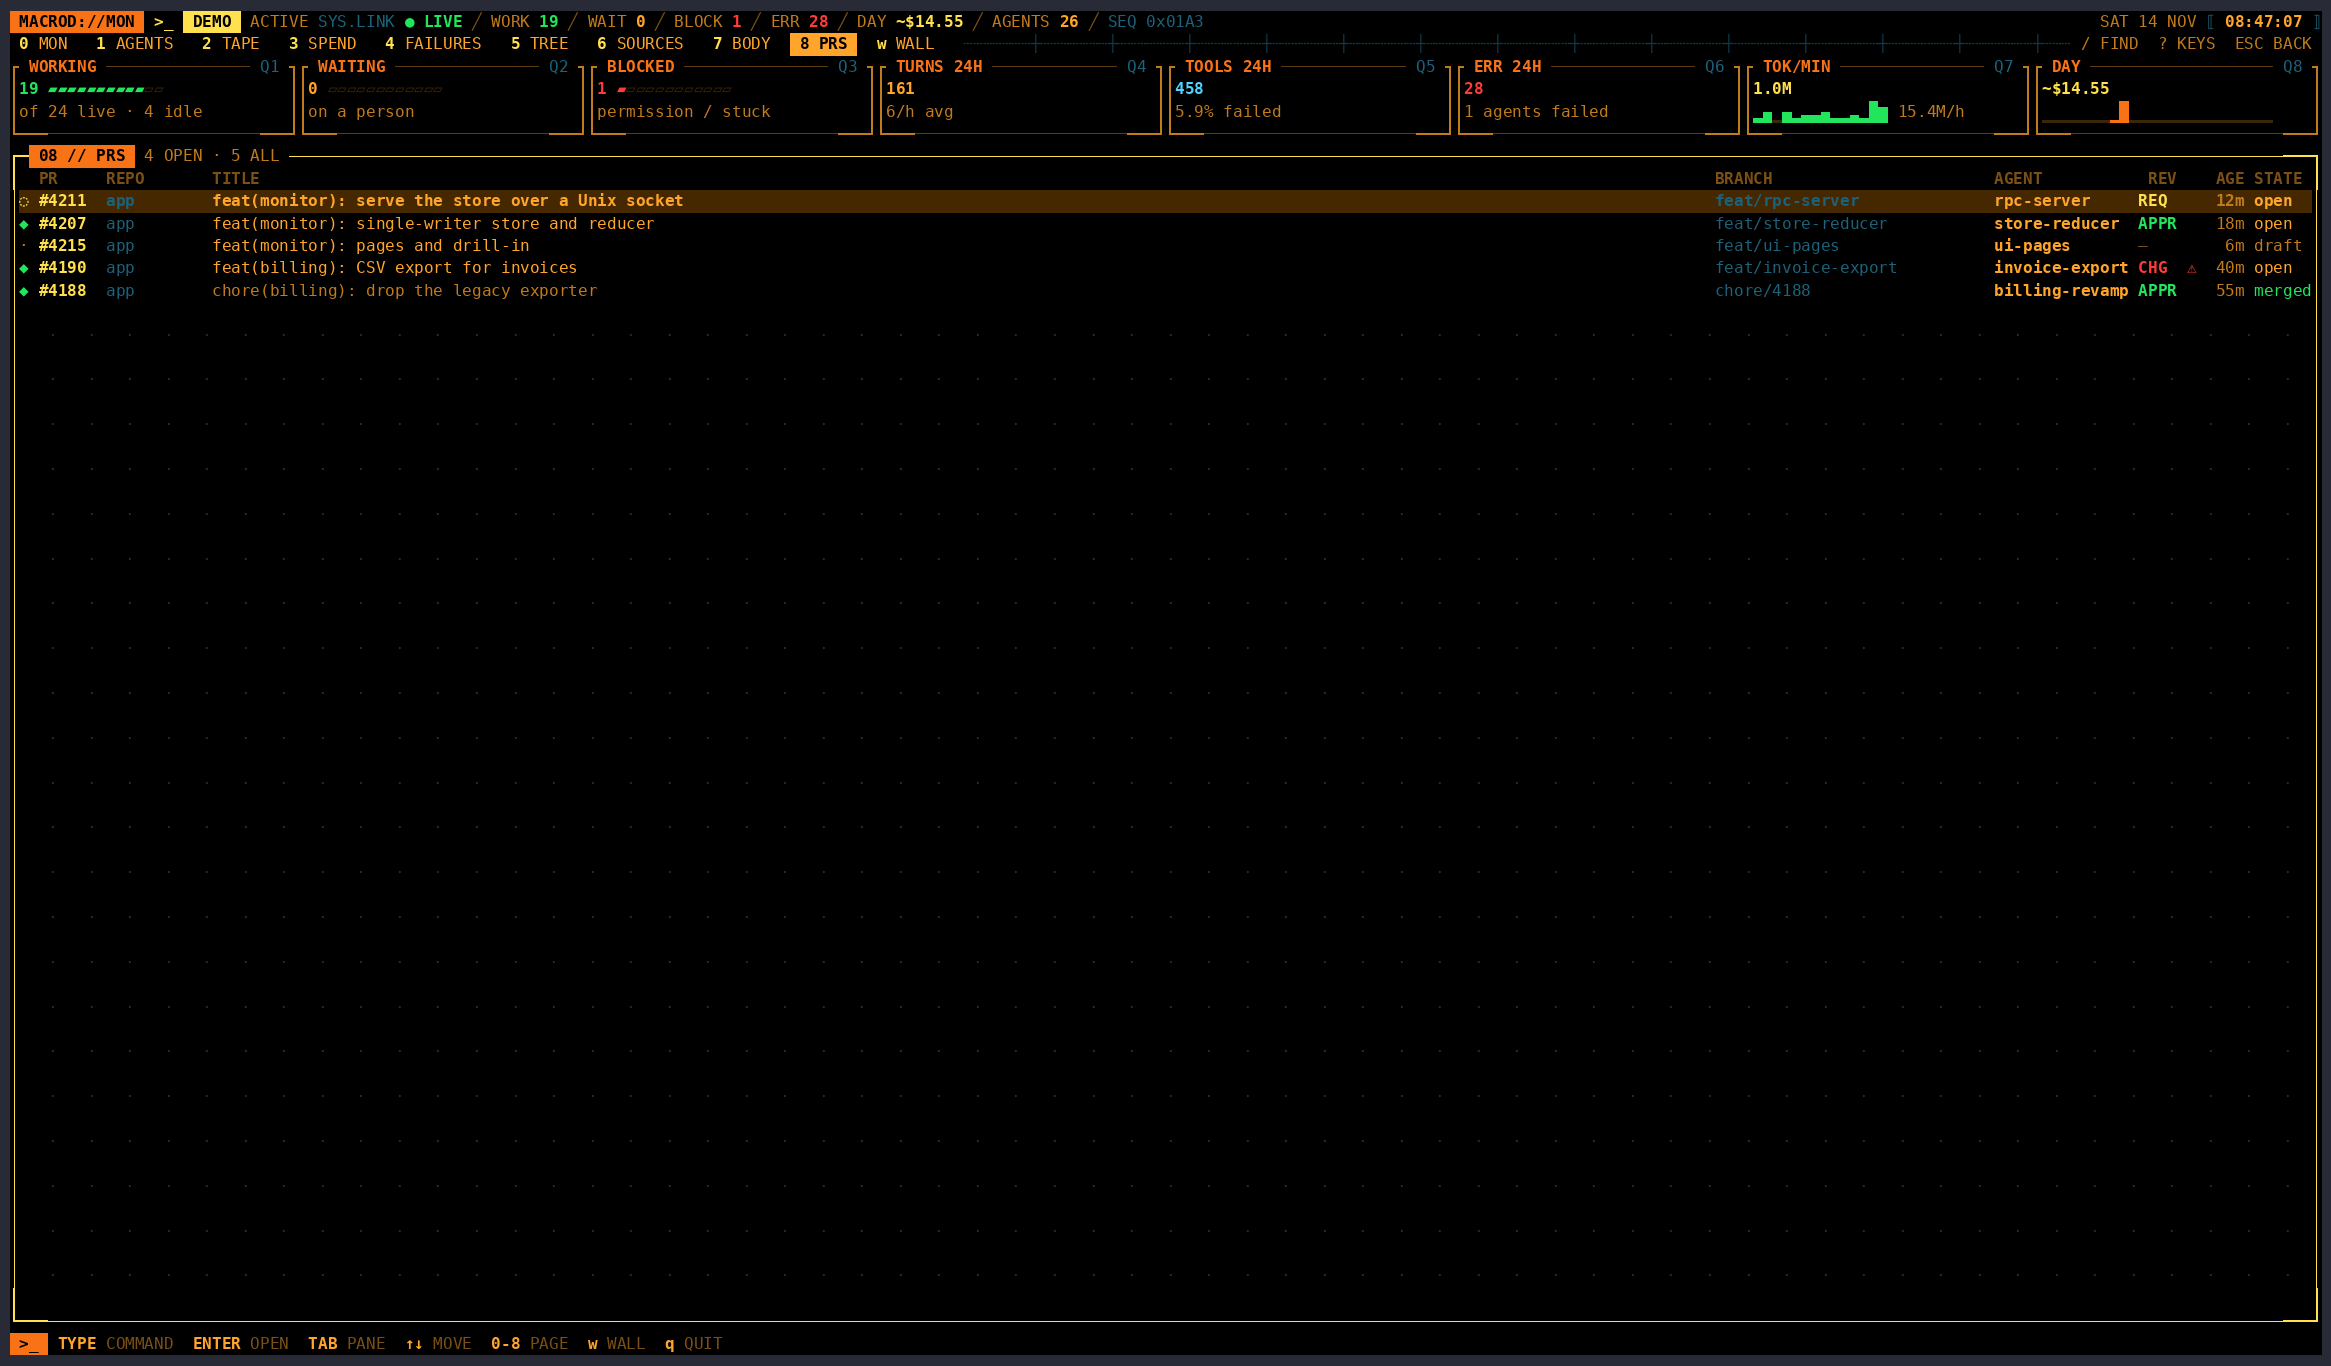 MACROD://MON >_ DEMO ACTIVE SYS.LINK ● LIVE / WORK 19 / WAIT 0 / BLOCK 1 / ERR 28 / DAY ~$14.55 / AGENTS 26 / SEQ 0x01A3 SAT 14 NOV ⟦ 08:47:07 ⟧
0 MON 1 AGENTS 2 TAPE 3 SPEND 4 FAILURES 5 TREE 6 SOURCES 7 BODY 8 PRS w WALL / FIND ? KEYS ESC BACK
WORKING Q1 WAITING Q2 BLOCKED Q3 TURNS 24H Q4 TOOLS 24H Q5 ERR 24H Q6 TOK/MIN Q7 DAY Q8
19 0 1 161 458 28 1.0M ~$14.55
of 24 live · 4 idle on a person permission / stuck 6/h avg 5.9% failed 1 agents failed 15.4M/h
08 // PRS 4 OPEN · 5 ALL
PR REPO TITLE BRANCH AGENT REV AGE STATE
◌ #4211 app feat(monitor): serve the store over a Unix socket feat/rpc-server rpc-server REQ 12m open
◆ #4207 app feat(monitor): single-writer store and reducer feat/store-reducer store-reducer APPR 18m open
· #4215 app feat(monitor): pages and drill-in feat/ui-pages ui-pages — 6m draft
◆ #4190 app feat(billing): CSV export for invoices feat/invoice-export invoice-export CHG ⚠ 40m open
◆ #4188 app chore(billing): drop the legacy exporter chore/4188 billing-revamp APPR 55m merged
>_ TYPE COMMAND ENTER OPEN TAB PANE ↑↓ MOVE 0-8 PAGE w WALL q QUIT